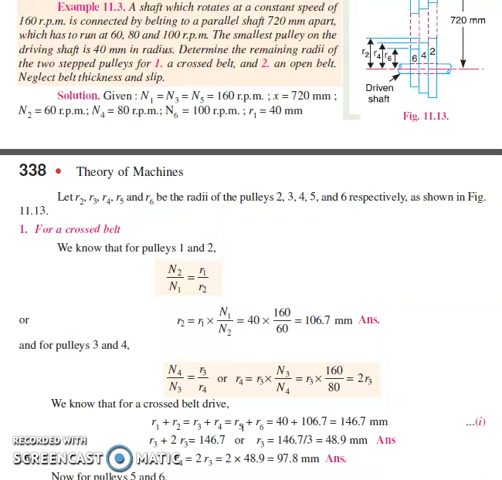 Example 11.3. A shaft which rotates at a constant speed of
160 r.p.m. is connected by belting to a parallel shaft 720 mm apart,
which has to run at 60, 80 and 100 r.p.m. The smallest pulley on the
driving shaft is 40 mm in radius. Determine the remaining radii of
the two stepped pulleys for 1. a crossed belt, and 2. an open belt.
Neglect belt thickness and slip.
Solution. Given : N1 = N3 = N5 = 160 r.p.m. ; x = 720 mm ;
N2 = 60 r.p.m.; N4 = 80 r.p.m.; N6 = 100 r.p.m. ; r1 = 40 mm
720 mm
r2 r4 r6 6 4 2
Driven
shaft
Fig. 11.13.
338 • Theory of Machines
Let r2, r3, r4, r5 and r6 be the radii of the pulleys 2, 3, 4, 5, and 6 respectively, as shown in Fig.
11.13.
1. For a crossed belt
We know that for pulleys 1 and 2,
N2/N1 = r1/r2
or r2 = r1 × N1/N2 = 40 × 160/60 = 106.7 mm Ans.
and for pulleys 3 and 4,
N4/N3 = r3/r4 or r4 = r3 × N3/N4 = r3 × 160/80 = 2r3
We know that for a crossed belt drive,
r1 + r2 = r3 + r4 = r5 + r6 = 40 + 106.7 = 146.7 mm ...(i)
r3 + 2 r3 = 146.7 or r3 = 146.7/3 = 48.9 mm Ans
= 2 r3 = 2 × 48.9 = 97.8 mm Ans.
Now for pulleys 5 and 6,
RECORDED WITH
SCREENCAST MATIC